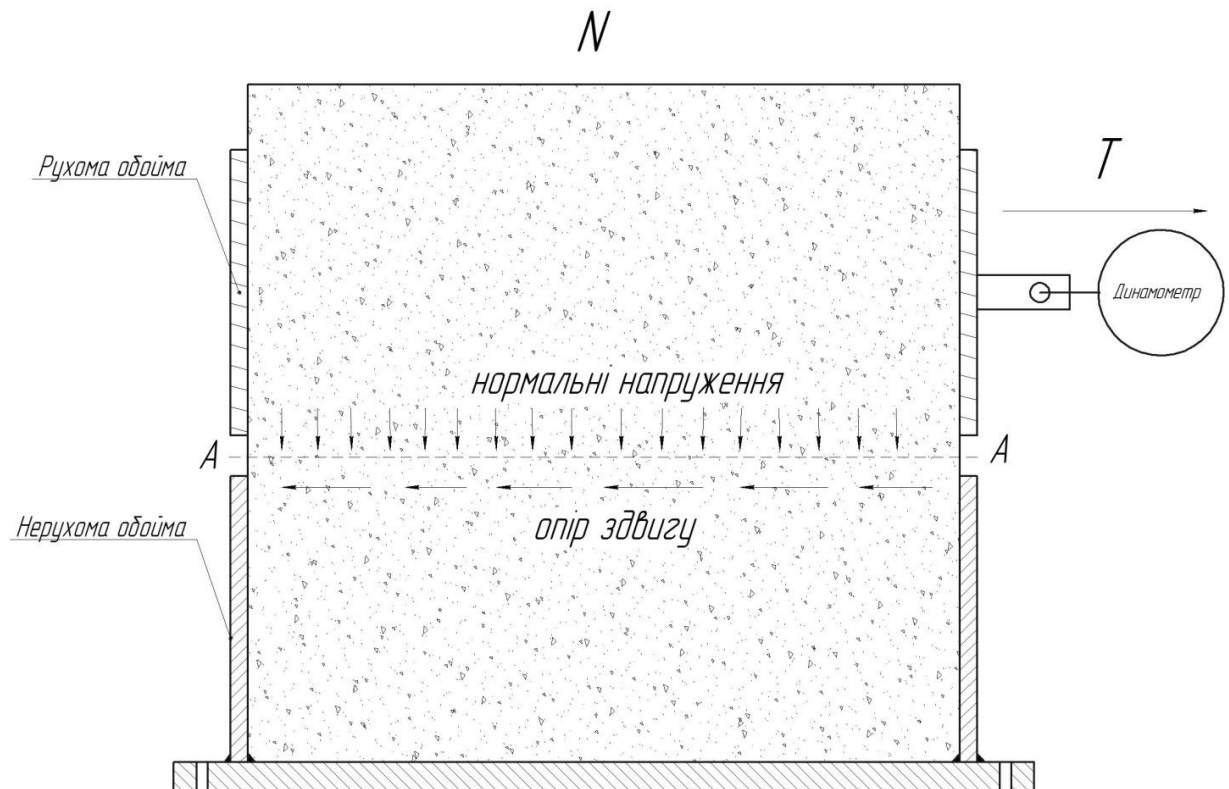 N
Рухома обойма
T
Динамометр
нормальні напруження
A
A
Нерухома обойма
опір здвигу